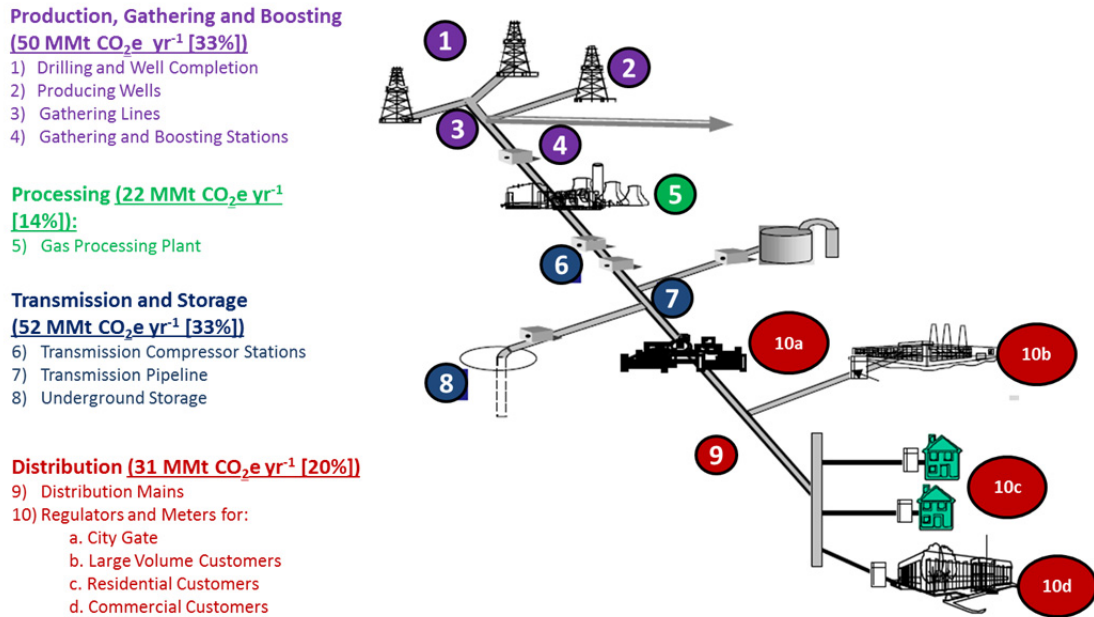 Production, Gathering and Boosting
(50 MMt CO2e yr-1 [33%])
1) Drilling and Well Completion
2) Producing Wells
3) Gathering Lines
4) Gathering and Boosting Stations
Processing (22 MMt CO2e yr-1
[14%]):
5) Gas Processing Plant
Transmission and Storage
(52 MMt CO2e yr-1 [33%])
6) Transmission Compressor Stations
7) Transmission Pipeline
8) Underground Storage
Distribution (31 MMt CO2e yr-1 [20%])
9) Distribution Mains
10) Regulators and Meters for:
a. City Gate
b. Large Volume Customers
c. Residential Customers
d. Commercial Customers
1
2
3
4
5
6
7
8
10a
10b
9
10c
10d